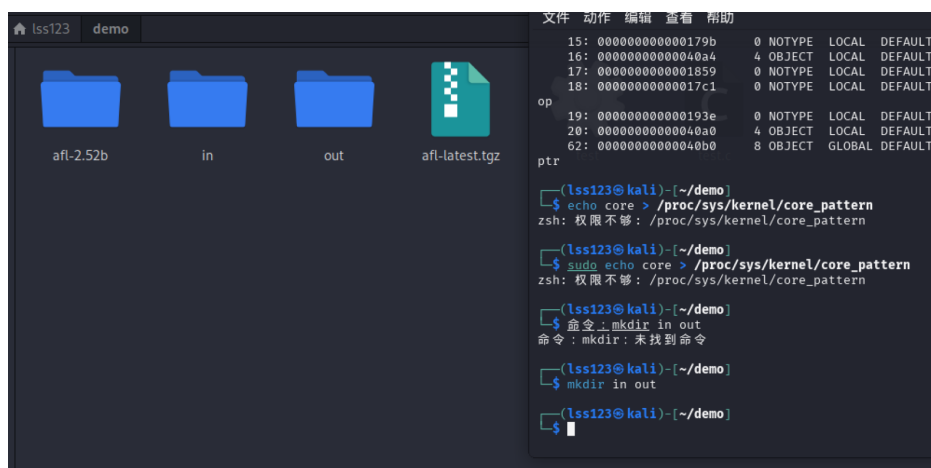 lss123 demo
afl-2.52b in out afl-latest.tgz
文件 动作 编辑 查看 帮助
15: 000000000000179b 0 NOTYPE LOCAL DEFAULT
16: 00000000000040a4 4 OBJECT LOCAL DEFAULT
17: 0000000000001859 0 NOTYPE LOCAL DEFAULT
18: 00000000000017c1 0 NOTYPE LOCAL DEFAULT
op
19: 000000000000193e 0 NOTYPE LOCAL DEFAULT
20: 00000000000040a0 4 OBJECT LOCAL DEFAULT
62: 00000000000040b0 8 OBJECT GLOBAL DEFAULT
ptr
┌──(lss123㉿kali)-[~/demo]
└─$ echo core > /proc/sys/kernel/core_pattern
zsh: 权限不够: /proc/sys/kernel/core_pattern
┌──(lss123㉿kali)-[~/demo]
└─$ sudo echo core > /proc/sys/kernel/core_pattern
zsh: 权限不够: /proc/sys/kernel/core_pattern
┌──(lss123㉿kali)-[~/demo]
└─$ 命令：mkdir in out
命令：mkdir：未找到命令
┌──(lss123㉿kali)-[~/demo]
└─$ mkdir in out
┌──(lss123㉿kali)-[~/demo]
└─$